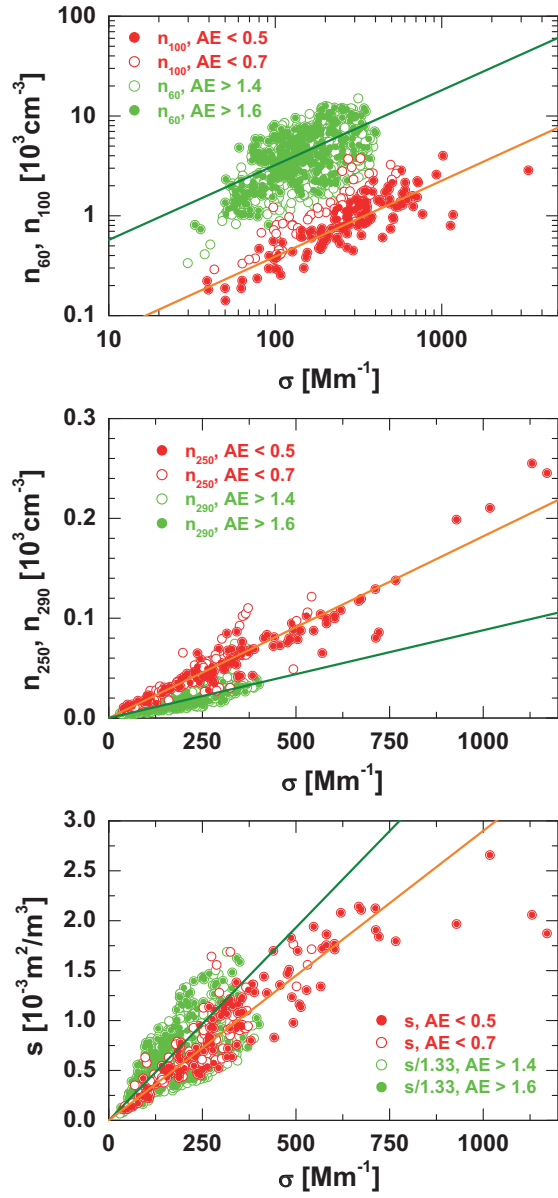 n60, n100 [10³cm⁻³]
100
10
1
0.1
n100, AE < 0.5
n100, AE < 0.7
n60, AE > 1.4
n60, AE > 1.6
10
100
1000
σ [Mm⁻¹]
n250, n290 [10³cm⁻³]
0.3
0.2
0.1
0.0
n250, AE < 0.5
n250, AE < 0.7
n290, AE > 1.4
n290, AE > 1.6
0
250
500
750
1000
σ [Mm⁻¹]
s [10⁻³m²/m³]
3.0
2.5
2.0
1.5
1.0
0.5
0.0
s, AE < 0.5
s, AE < 0.7
s/1.33, AE > 1.4
s/1.33, AE > 1.6
0
250
500
750
1000
σ [Mm⁻¹]